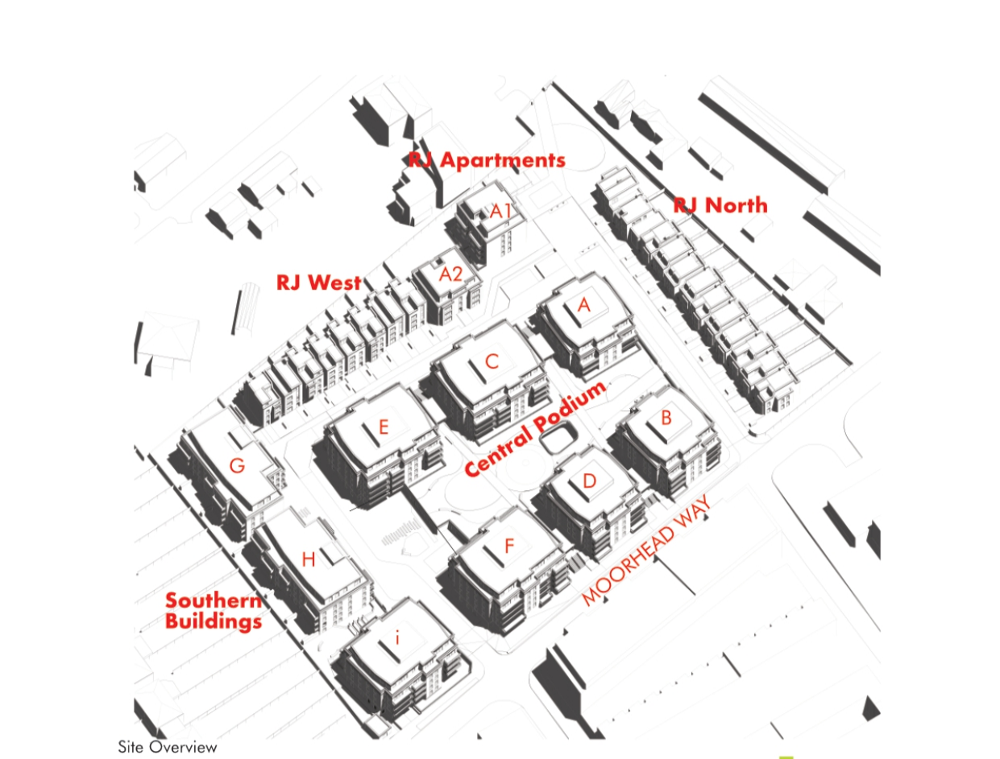 RJ Apartments
A1
RJ North
A2
RJ West
A
C
Central Podium
B
E
G
D
F
MOORHEAD WAY
H
Southern
Buildings
i
Site Overview